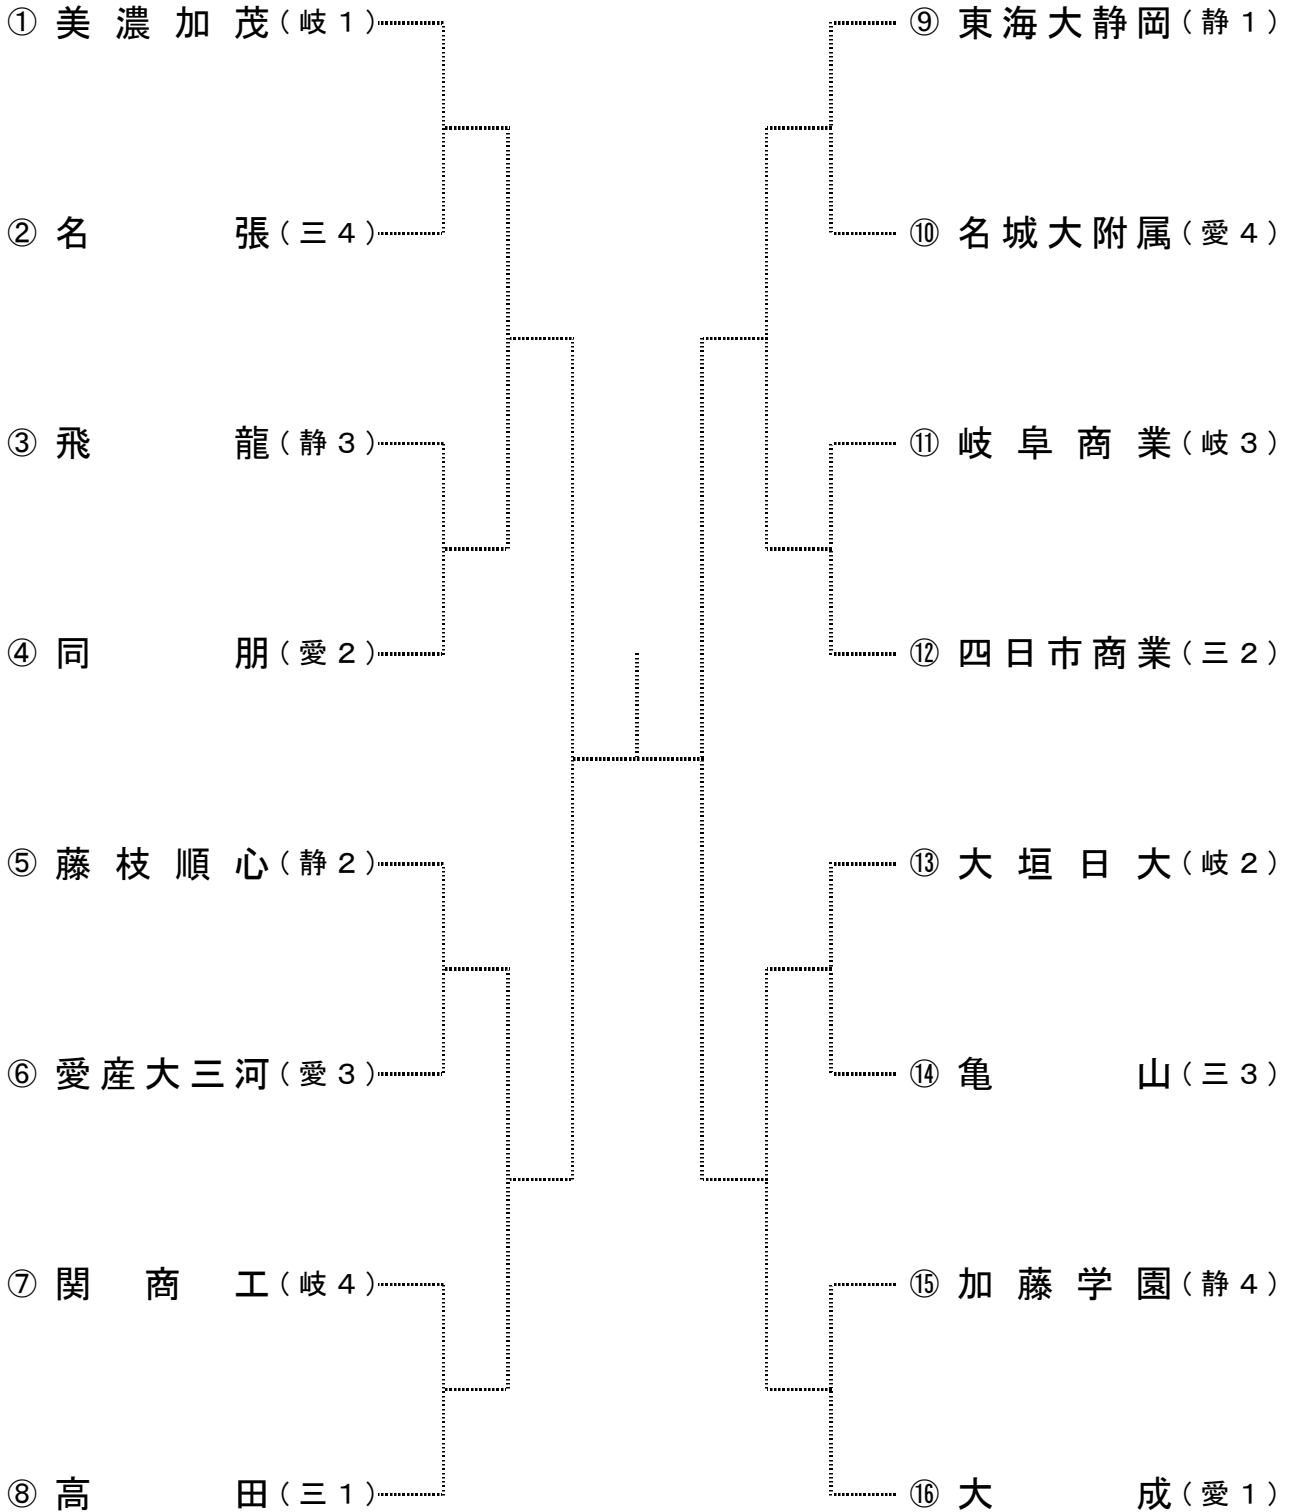 ① 美濃加茂（岐１）
② 名張（三４）
③ 飛龍（静３）
④ 同朋（愛２）
⑤ 藤枝順心（静２）
⑥ 愛産大三河（愛３）
⑦ 関商工（岐４）
⑧ 高田（三１）
⑨ 東海大静岡（静１）
⑩ 名城大附属（愛４）
⑪ 岐阜商業（岐３）
⑫ 四日市商業（三２）
⑬ 大垣日大（岐２）
⑭ 亀山（三３）
⑮ 加藤学園（静４）
⑯ 大成（愛１）